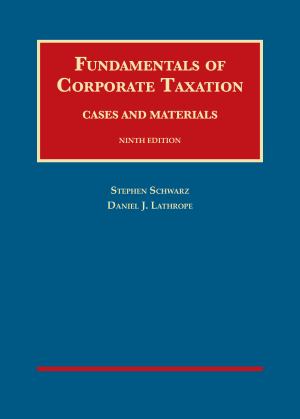 FUNDAMENTALS OF
CORPORATE TAXATION
CASES AND MATERIALS
NINTH EDITION
STEPHEN SCHWARZ
DANIEL J. LATHROPE